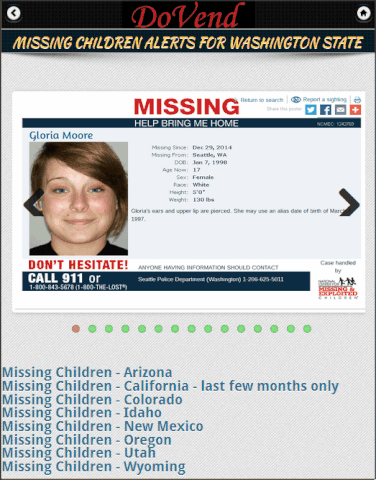 DoVend
MISSING CHILDREN ALERTS FOR WASHINGTON STATE
MISSING
Return to search
Report a sighting
Share this poster:
HELP BRING ME HOME
Gloria Moore
Missing Since: Dec 29, 2014
Missing From: Seattle, WA
DOB: Jan 7, 1998
Age Now: 17
Sex: Female
Race: White
Height: 5'0"
Weight: 130 lbs
Gloria's ears and upper lip are pierced. She may use an alias date of birth of March
1997.
DON'T HESITATE!
CALL 911 or
1-800-843-5678 (1-800-THE-LOST®)
ANYONE HAVING INFORMATION SHOULD CONTACT
Seattle Police Department (Washington) 1-206-625-5011
Case handled
by
NATIONAL CENTER FOR
MISSING &
EXPLOITED
CHILDREN
Missing Children - Arizona
Missing Children - California - last few months only
Missing Children - Colorado
Missing Children - Idaho
Missing Children - New Mexico
Missing Children - Oregon
Missing Children - Utah
Missing Children - Wyoming